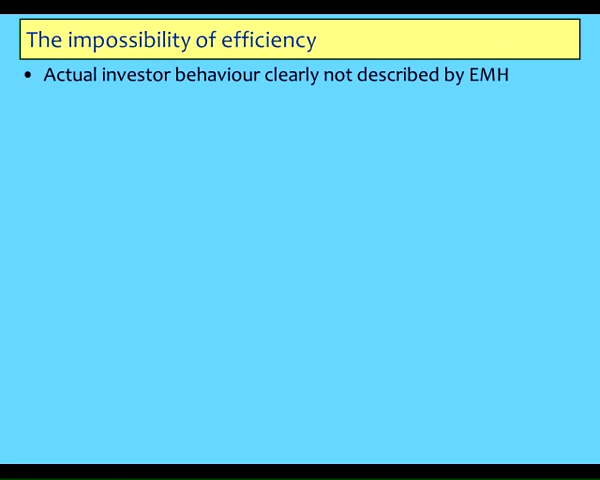 The impossibility of efficiency
• Actual investor behaviour clearly not described by EMH